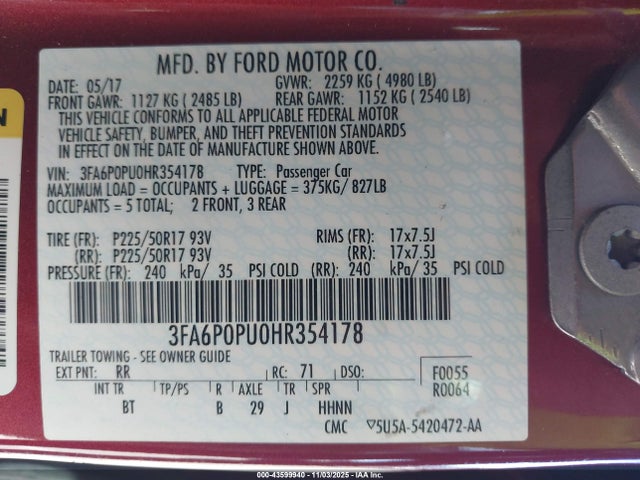 MFD. BY FORD MOTOR CO.
DATE: 05/17 GVWR: 2259 KG ( 4980 LB)
FRONT GAWR: 1127 KG ( 2485 LB) REAR GAWR: 1152 KG ( 2540 LB)
THIS VEHICLE CONFORMS TO ALL APPLICABLE FEDERAL MOTOR
VEHICLE SAFETY, BUMPER, AND THEFT PREVENTION STANDARDS
IN EFFECT ON THE DATE OF MANUFACTURE SHOWN ABOVE.
VIN: 3FA6P0PU0HR354178 TYPE: Passenger Car
MAXIMUM LOAD = OCCUPANTS + LUGGAGE = 375KG/ 827LB
OCCUPANTS = 5 TOTAL; 2 FRONT, 3 REAR
TIRE (FR): P225/50R17 93V RIMS (FR): 17x7.5J
(RR): P225/50R17 93V (RR): 17x7.5J
PRESSURE (FR): 240 kPa/ 35 PSI COLD (RR): 240 kPa/ 35 PSI COLD
3FA6P0PU0HR354178
TRAILER TOWING - SEE OWNER GUIDE
EXT PNT: RR RC: 71 DSO: F0055
INT TR TP/PS R AXLE TR SPR R0064
BT B 29 J HHNN
CMC ▽5U5A-5420472-AA
N
000-43599940 - 11/03/2025 - IAA Inc.